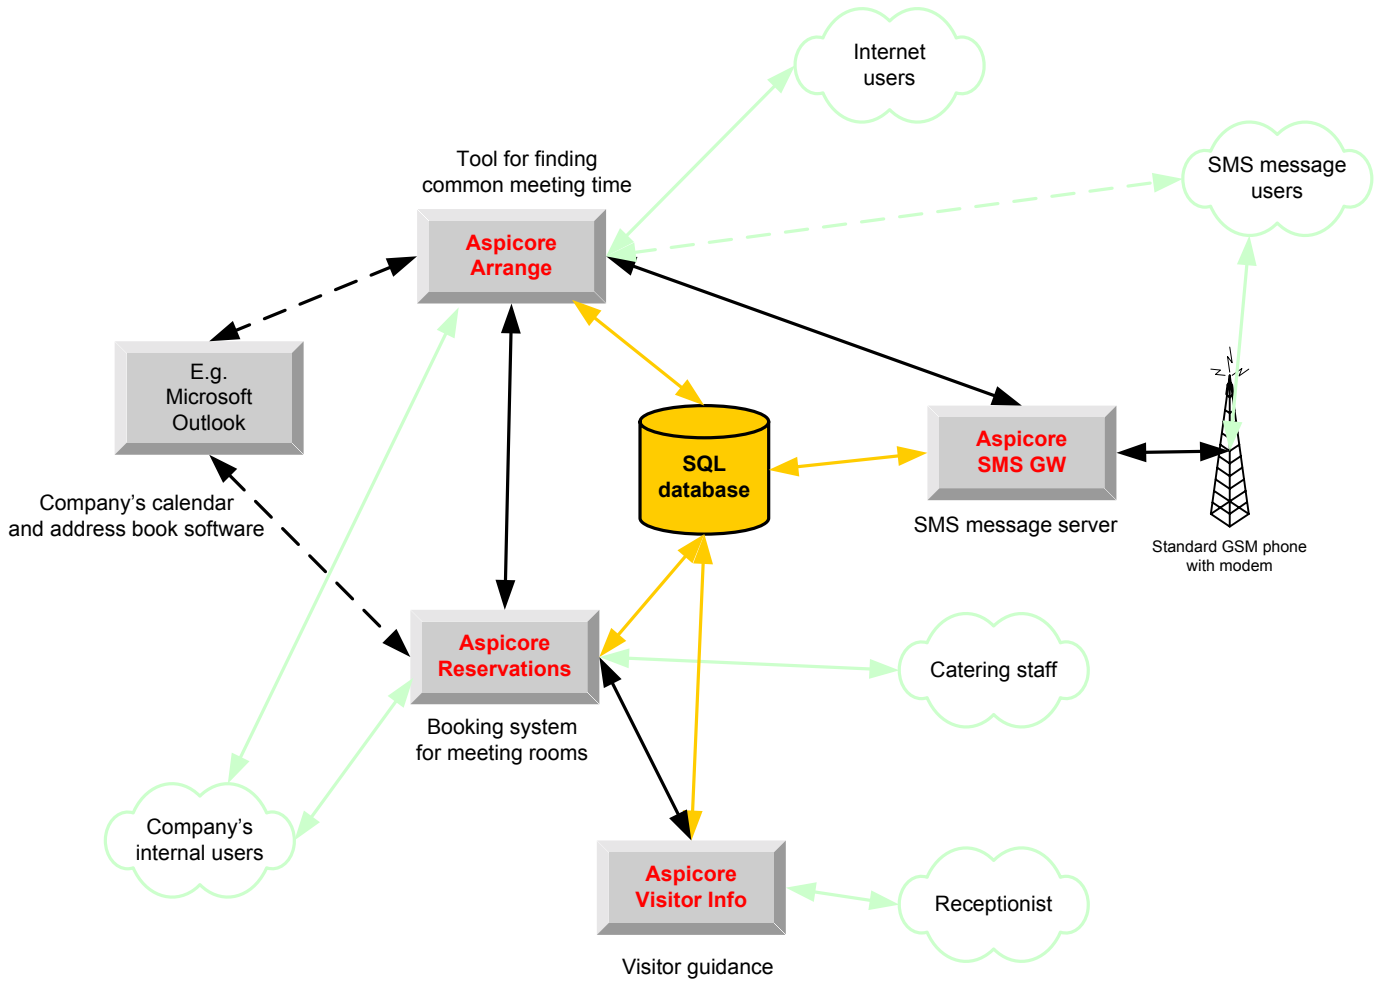 Internet
users
SMS message
users
Tool for finding
common meeting time
Aspicore
Arrange
E.g.
Microsoft
Outlook
Company’s calendar
and address book software
SQL
database
Aspicore
SMS GW
SMS message server
Standard GSM phone
with modem
Aspicore
Reservations
Booking system
for meeting rooms
Catering staff
Company’s
internal users
Aspicore
Visitor Info
Visitor guidance
Receptionist